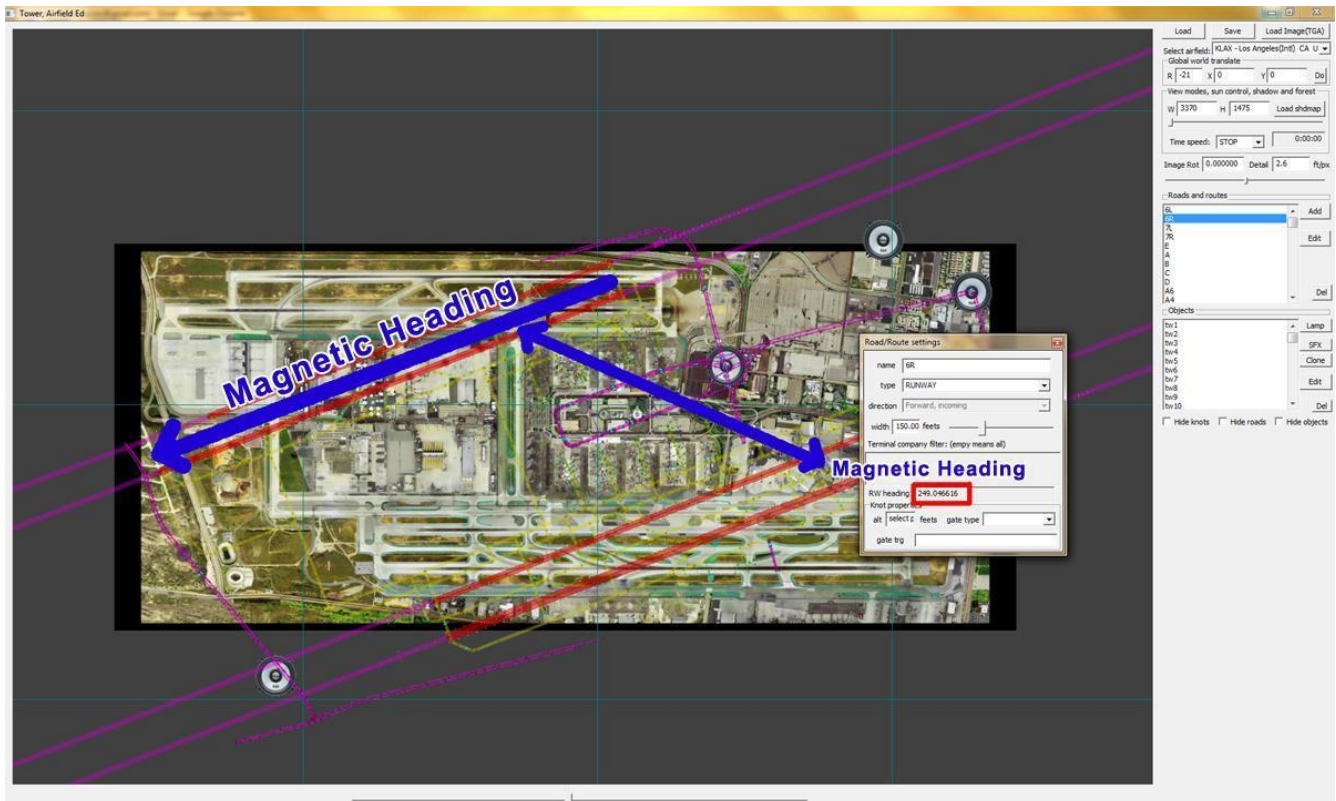 Tower, Airfield Ed
Load Save Load Image(TGA)
Select airfield: KLAX - Los Angeles(Intl) CA U
Global world translate
R -21 X 0 Y 0 Do
View modes, sun control, shadow and forest
W 3370 H 1475 Load shdmap
Time speed: STOP 0:00:00
Image Rot 0.000000 Detail 2.6 ft/px
Roads and routes
6L
6R
7L
7R
E
A
B
C
D
A6
A4
Add
Edit
Del
Objects
tw1
tw2
tw3
tw4
tw5
tw6
tw7
tw8
tw9
tw10
Lamp
SFX
Clone
Edit
Del
Hide knots Hide roads Hide objects
Magnetic Heading
Road/Route settings
name 6R
type RUNWAY
direction Forward, incoming
width 150.00 feets
Terminal company filter: (empy means all)
Magnetic Heading
RW heading 249.046616
Knot properties
alt select p feets gate type
gate trg